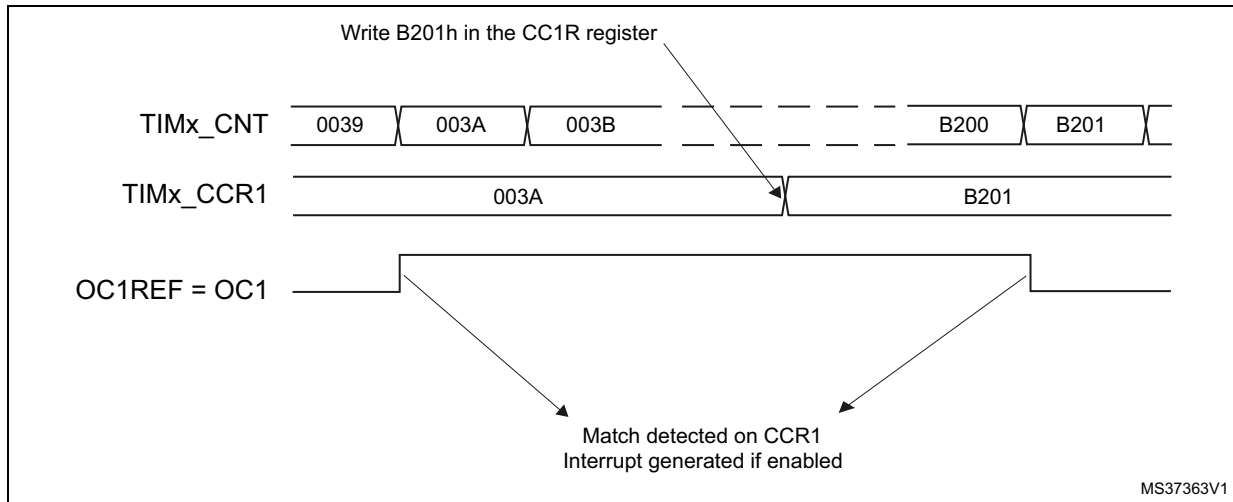 Write B201h in the CC1R register
TIMx_CNT 0039 003A 003B B200 B201
TIMx_CCR1 003A B201
OC1REF = OC1
Match detected on CCR1
Interrupt generated if enabled
MS37363V1